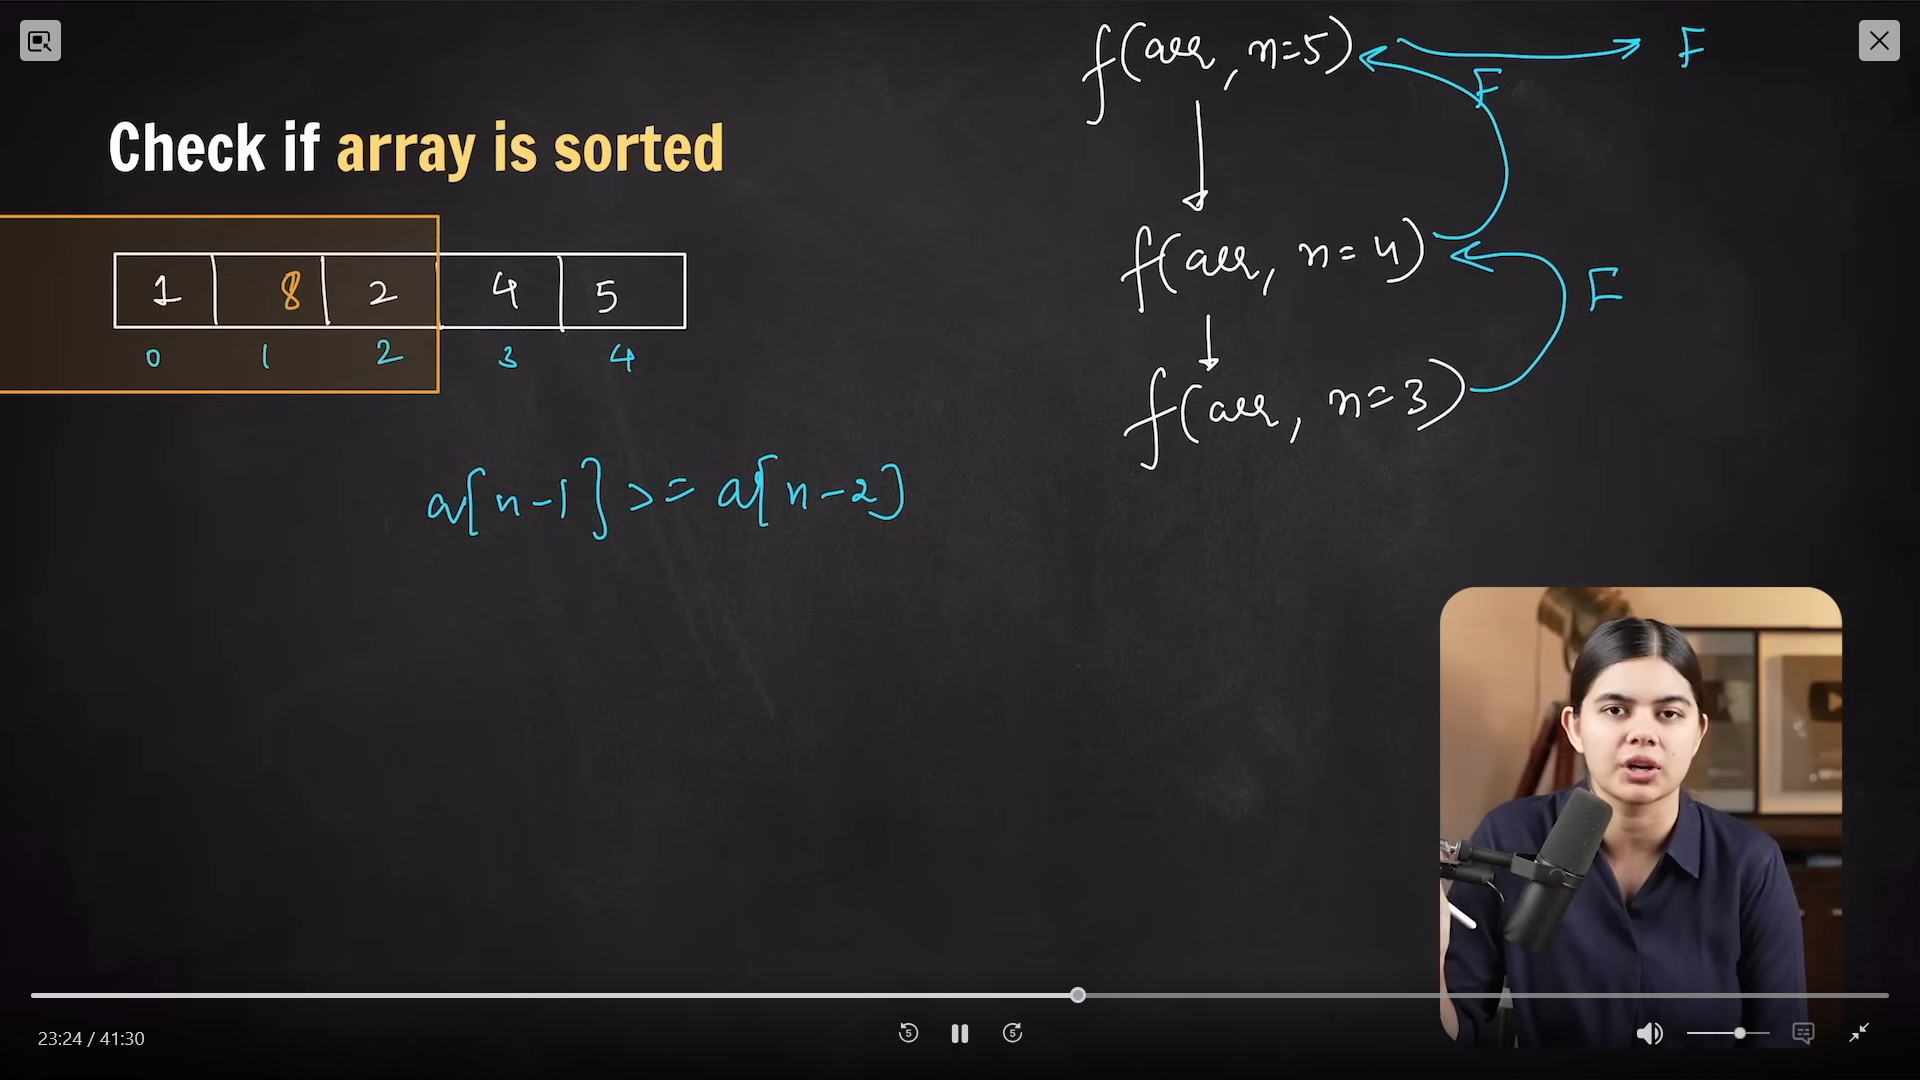 f(arr, n=5) F
F
Check if array is sorted
f(arr, n=4)
F
1 8 2 4 5
0 1 2 3 4
f(arr, n=3)
a[n-1] >= a[n-2]
23:24 / 41:30
5 5